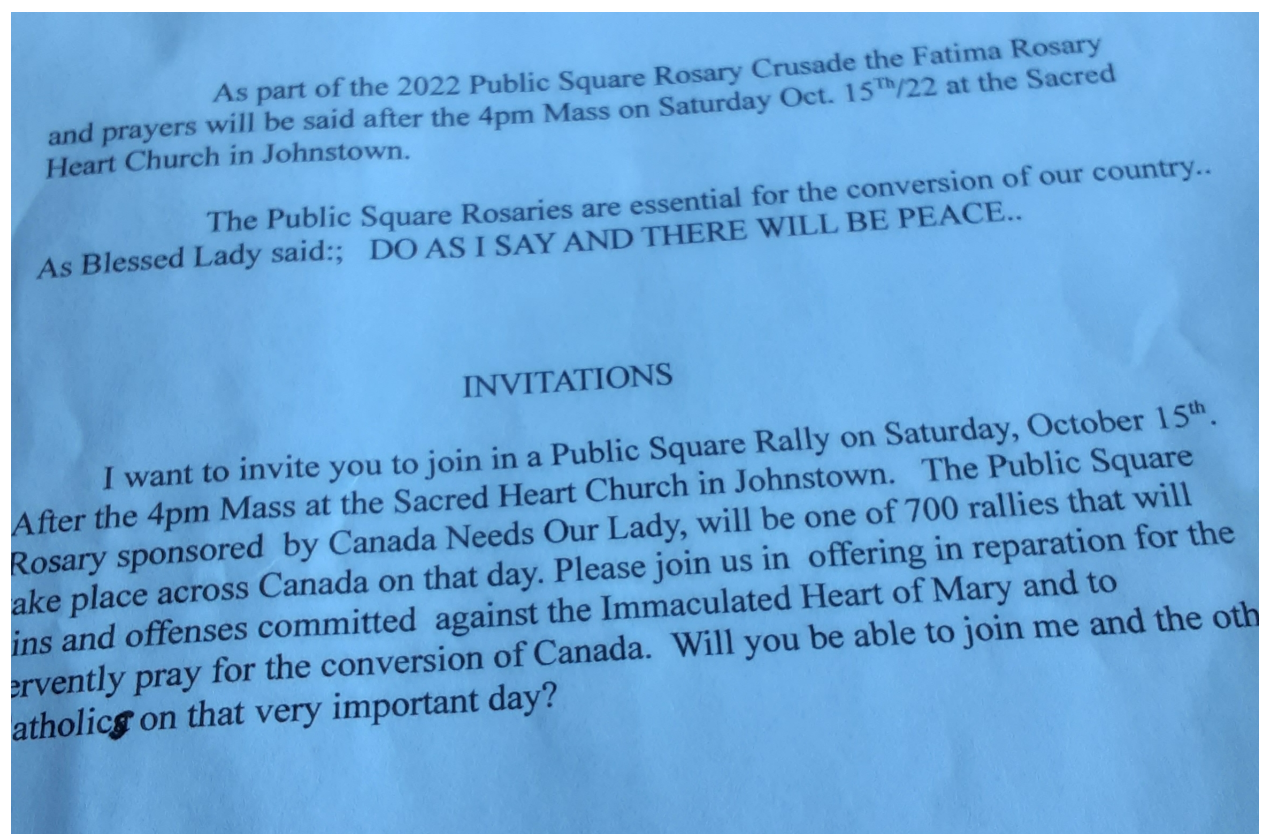 As part of the 2022 Public Square Rosary Crusade the Fatima Rosary
and prayers will be said after the 4pm Mass on Saturday Oct. 15Th/22 at the Sacred
Heart Church in Johnstown.
The Public Square Rosaries are essential for the conversion of our country..
As Blessed Lady said:; DO AS I SAY AND THERE WILL BE PEACE..
INVITATIONS
I want to invite you to join in a Public Square Rally on Saturday, October 15th.
After the 4pm Mass at the Sacred Heart Church in Johnstown. The Public Square
Rosary sponsored by Canada Needs Our Lady, will be one of 700 rallies that will
ake place across Canada on that day. Please join us in offering in reparation for the
ins and offenses committed against the Immaculated Heart of Mary and to
ervently pray for the conversion of Canada. Will you be able to join me and the oth
atholics on that very important day?